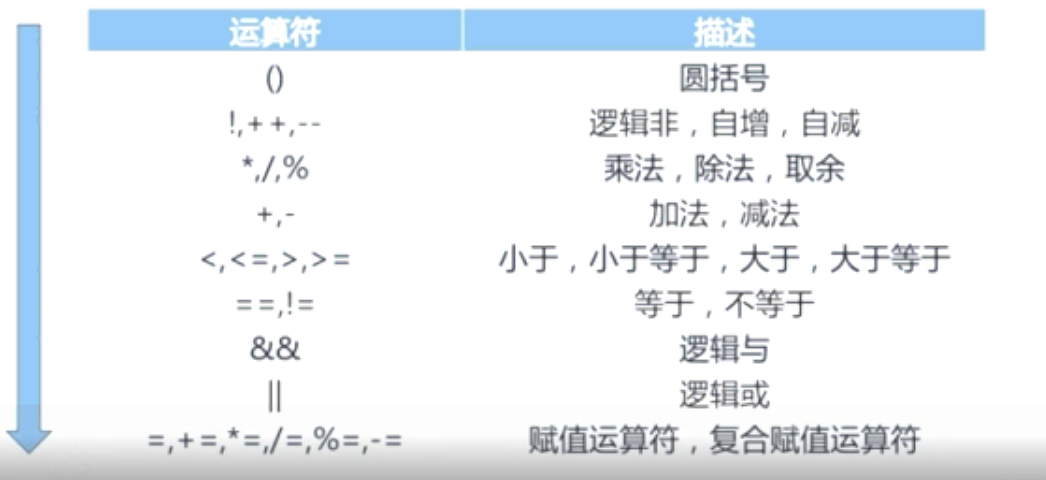 运算符 描述
() 圆括号
!,++,-- 逻辑非，自增，自减
*,/,% 乘法，除法，取余
+,- 加法，减法
<,<=,>,>= 小于，小于等于，大于，大于等于
==,!= 等于，不等于
&& 逻辑与
|| 逻辑或
=,+=,*=,/=,%=,-= 赋值运算符，复合赋值运算符